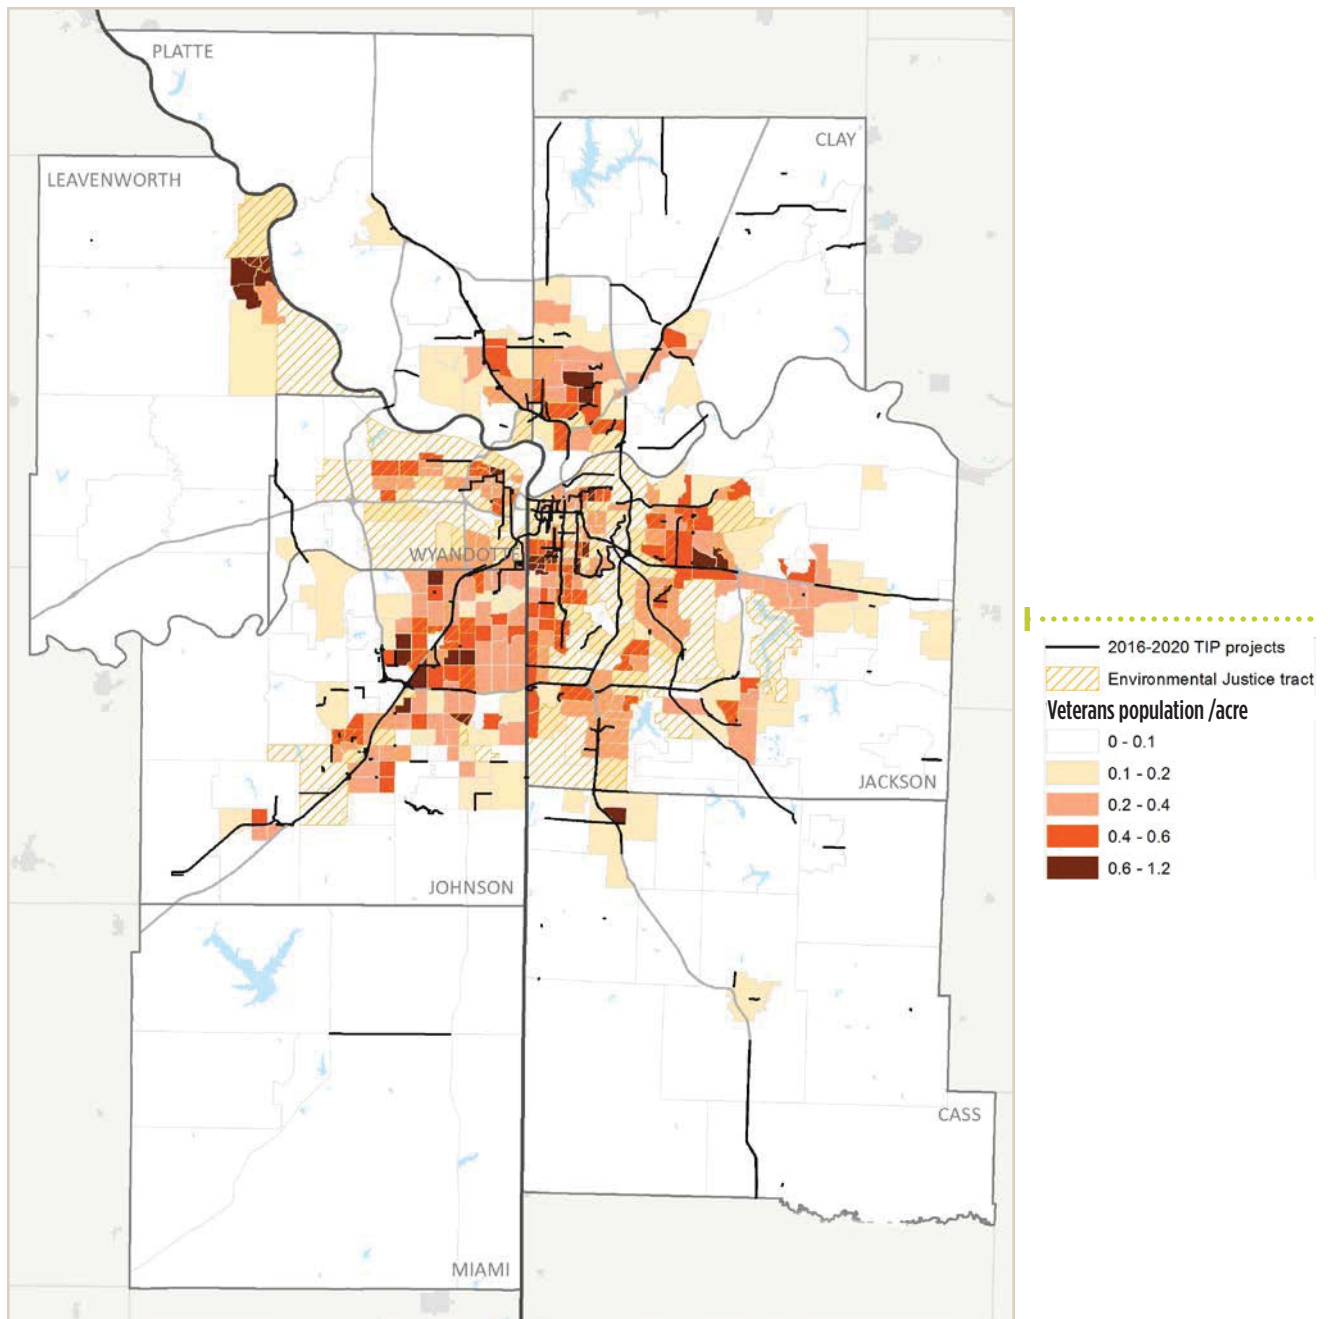 PLATTE
CLAY
LEAVENWORTH
WYANDOTTE
JACKSON
JOHNSON
CASS
MIAMI
2016-2020 TIP projects
Environmental Justice tract
Veterans population /acre
0 - 0.1
0.1 - 0.2
0.2 - 0.4
0.4 - 0.6
0.6 - 1.2